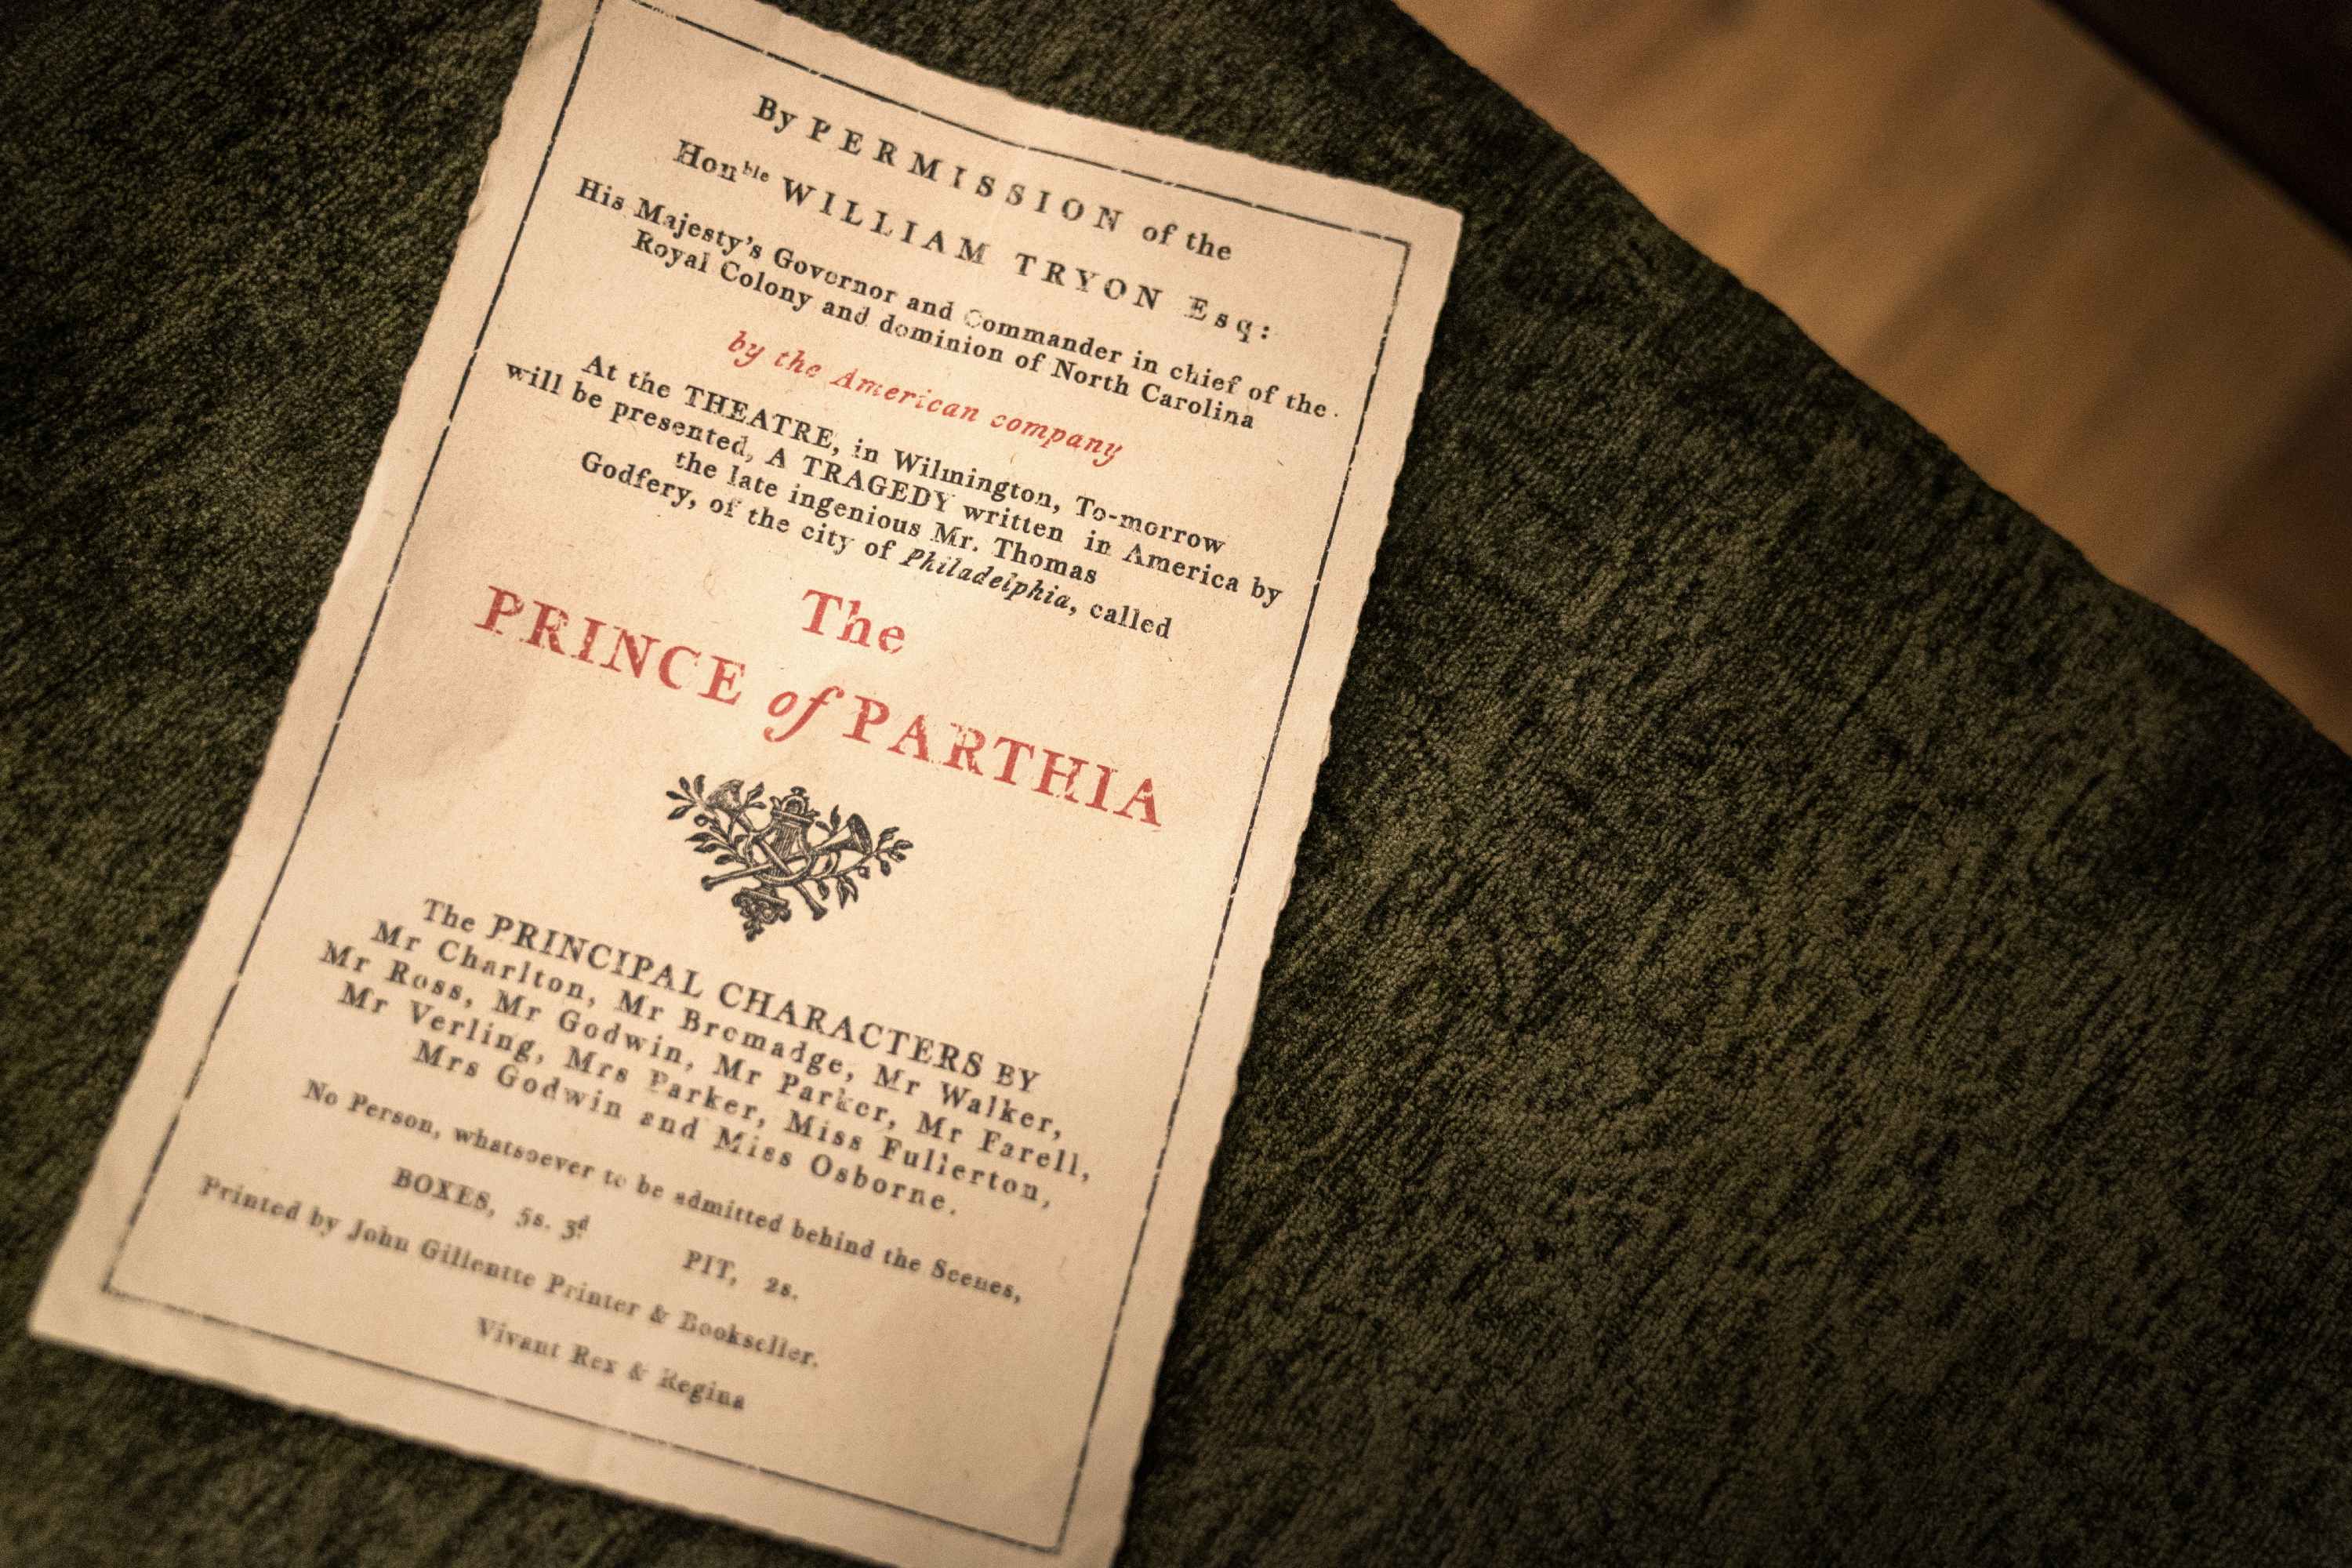 By PERMISSION of the
Honble WILLIAM TRYON Esq:
His Majesty's Governor and Commander in chief of the
Royal Colony and dominion of North Carolina
by the American company
At the THEATRE, in Wilmington, To-morrow
will be presented, A TRAGEDY written in America by
the late ingenious Mr. Thomas
Godfery, of the city of Philadelphia, called
The
PRINCE of PARTHIA
The PRINCIPAL CHARACTERS BY
Mr Charlton, Mr Bromadge, Mr Walker,
Mr Ross, Mr Godwin, Mr Parker, Mr Farell,
Mr Verling, Mrs Parker, Miss Fullerton,
Mrs Godwin and Miss Osborne.
No Person, whatsoever to be admitted behind the Scenes,
BOXES, 5s. 3d PIT, 2s.
Printed by John Gillentte Printer & Bookseller.
Vivant Rex & Regina